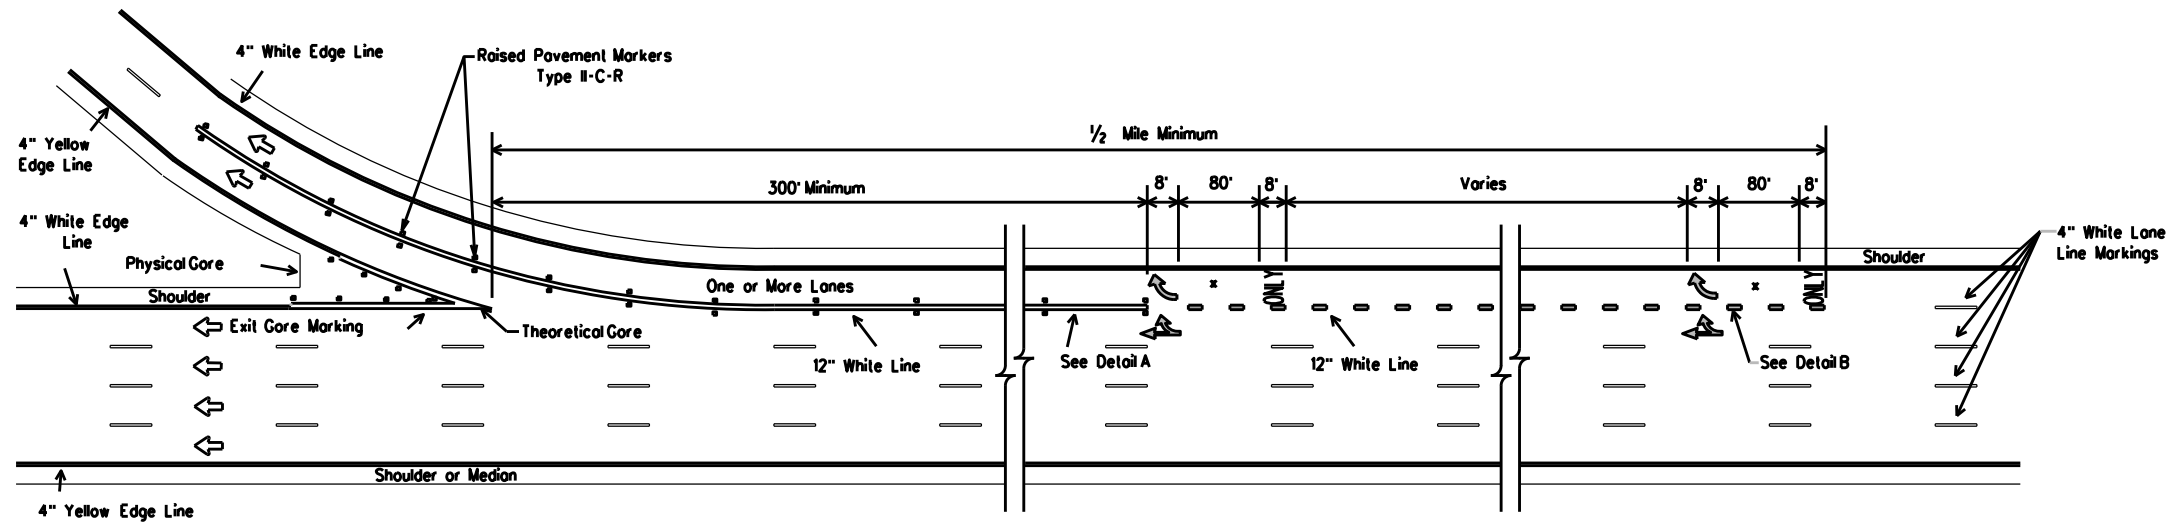 4" White Edge Line
Raised Pavement Markers
Type II-C-R
4" Yellow
Edge Line
1/2 Mile Minimum
300' Minimum
8'
80'
8'
Varies
8'
80'
8'
4" White Edge
Line
Physical Gore
Shoulder
4" White Lane
Line Markings
Shoulder
One or More Lanes
ONLY
ONLY
Exit Gore Marking
Theoretical Gore
12" White Line
See Detail A
12" White Line
See Detail B
Shoulder or Median
4" Yellow Edge Line